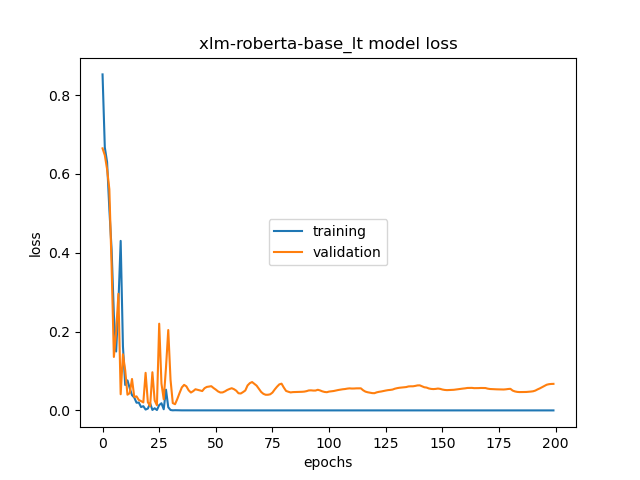 xlm-roberta-base_lt model loss
loss
0.8
0.6
0.4
0.2
0.0
training
validation
0 25 50 75 100 125 150 175 200
epochs